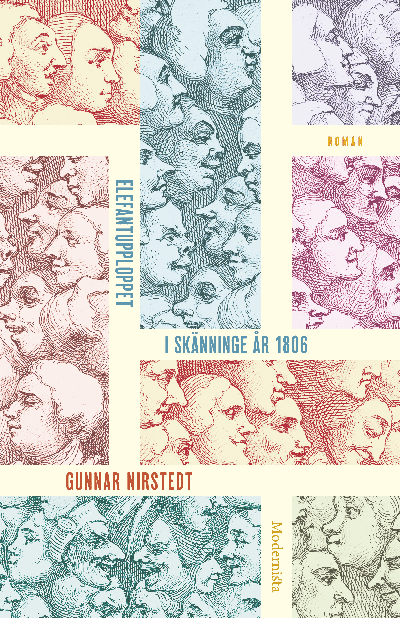 ROMAN
ELEFANTUPPLOPPET
I SKÄNNINGE ÅR 1806
GUNNAR NIRSTEDT
Modernista